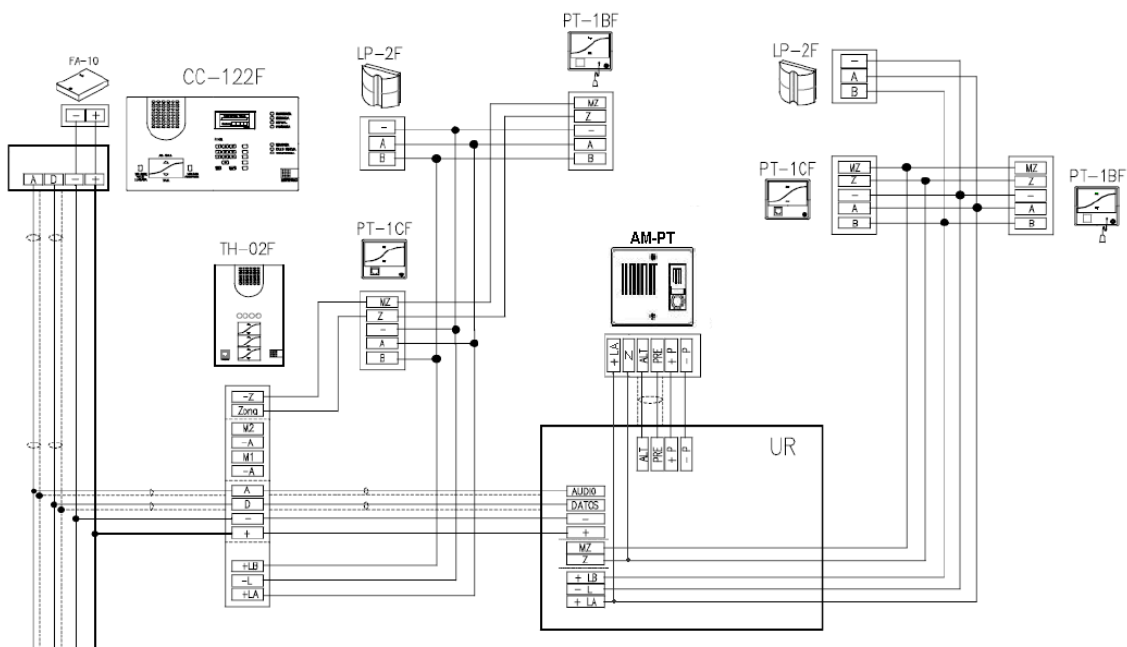 PT-1BF
LP-2F
LP-2F
FA-10
CC-122F
- +
MZ
Z
-
A
B
-
A
B
-
A
B
A D - +
PT-1CF
MZ
Z
-
A
B
MZ
Z
-
A
B
PT-1BF
TH-02F
PT-1CF
AM-PT
MZ
Z
-
A
B
+LA
N
ALT
PRE
+P
-P
-Z
Zona
M2
-A
M1
-A
A
D
-
+
+LB
-L
+LA
UR
ALT
PRE
+P
-P
AUDIO
DATOS
-
+
MZ
Z
+ LB
- L
+ LA